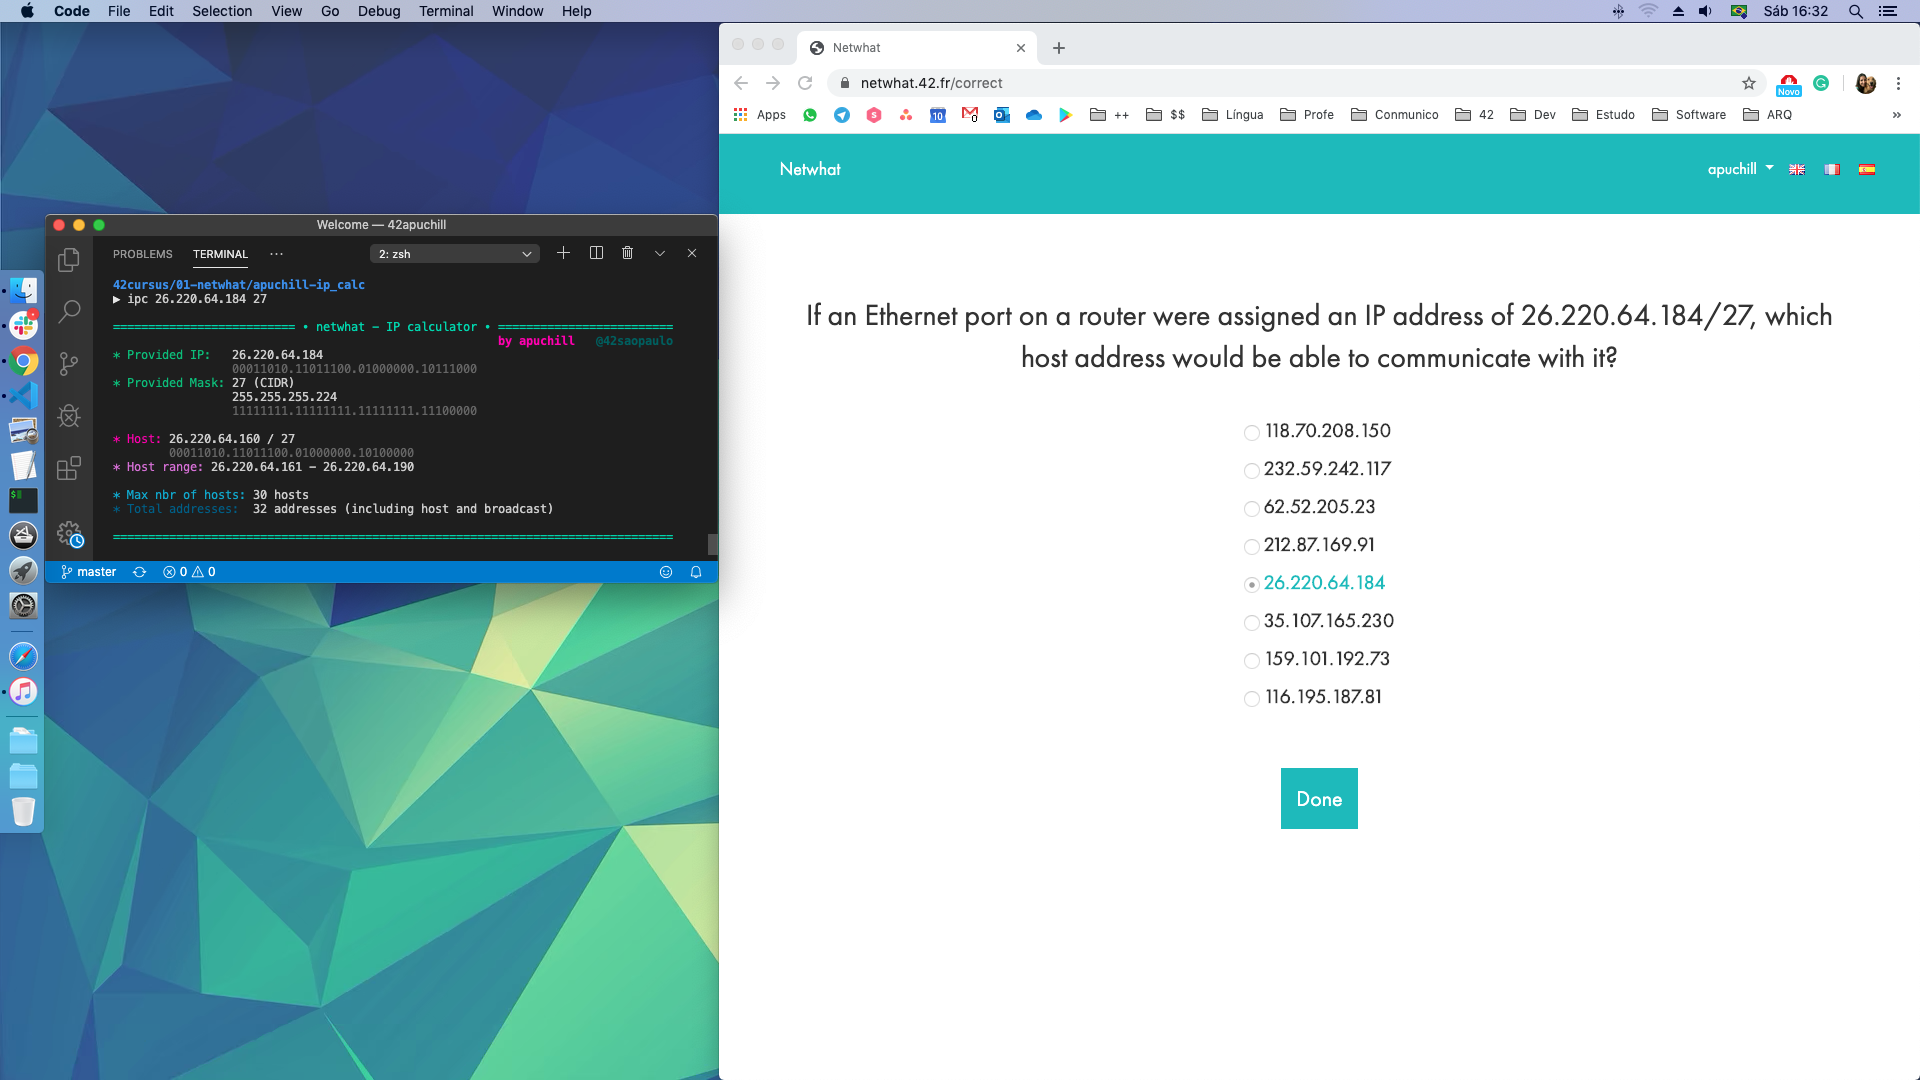 Code File Edit Selection View Go Debug Terminal Window Help
Sáb 16:32
Welcome — 42apuchill
PROBLEMS TERMINAL ··· 2: zsh
42cursus/01-netwhat/apuchill-ip_calc
▶ ipc 26.220.64.184 27
========================== • netwhat - IP calculator • =========================
by apuchill @42saopaulo
* Provided IP: 26.220.64.184
00011010.11011100.01000000.10111000
* Provided Mask: 27 (CIDR)
255.255.255.224
11111111.11111111.11111111.11100000
* Host: 26.220.64.160 / 27
00011010.11011100.01000000.10100000
* Host range: 26.220.64.161 - 26.220.64.190
* Max nbr of hosts: 30 hosts
* Total addresses: 32 addresses (including host and broadcast)
================================================================================
master 0 0
Netwhat
netwhat.42.fr/correct
Novo
Apps 10 0 ++ $$ Língua Profe Conmunico 42 Dev Estudo Software ARQ »
Netwhat
apuchill
If an Ethernet port on a router were assigned an IP address of 26.220.64.184/27, which
host address would be able to communicate with it?
118.70.208.150
232.59.242.117
62.52.205.23
212.87.169.91
26.220.64.184
35.107.165.230
159.101.192.73
116.195.187.81
Done